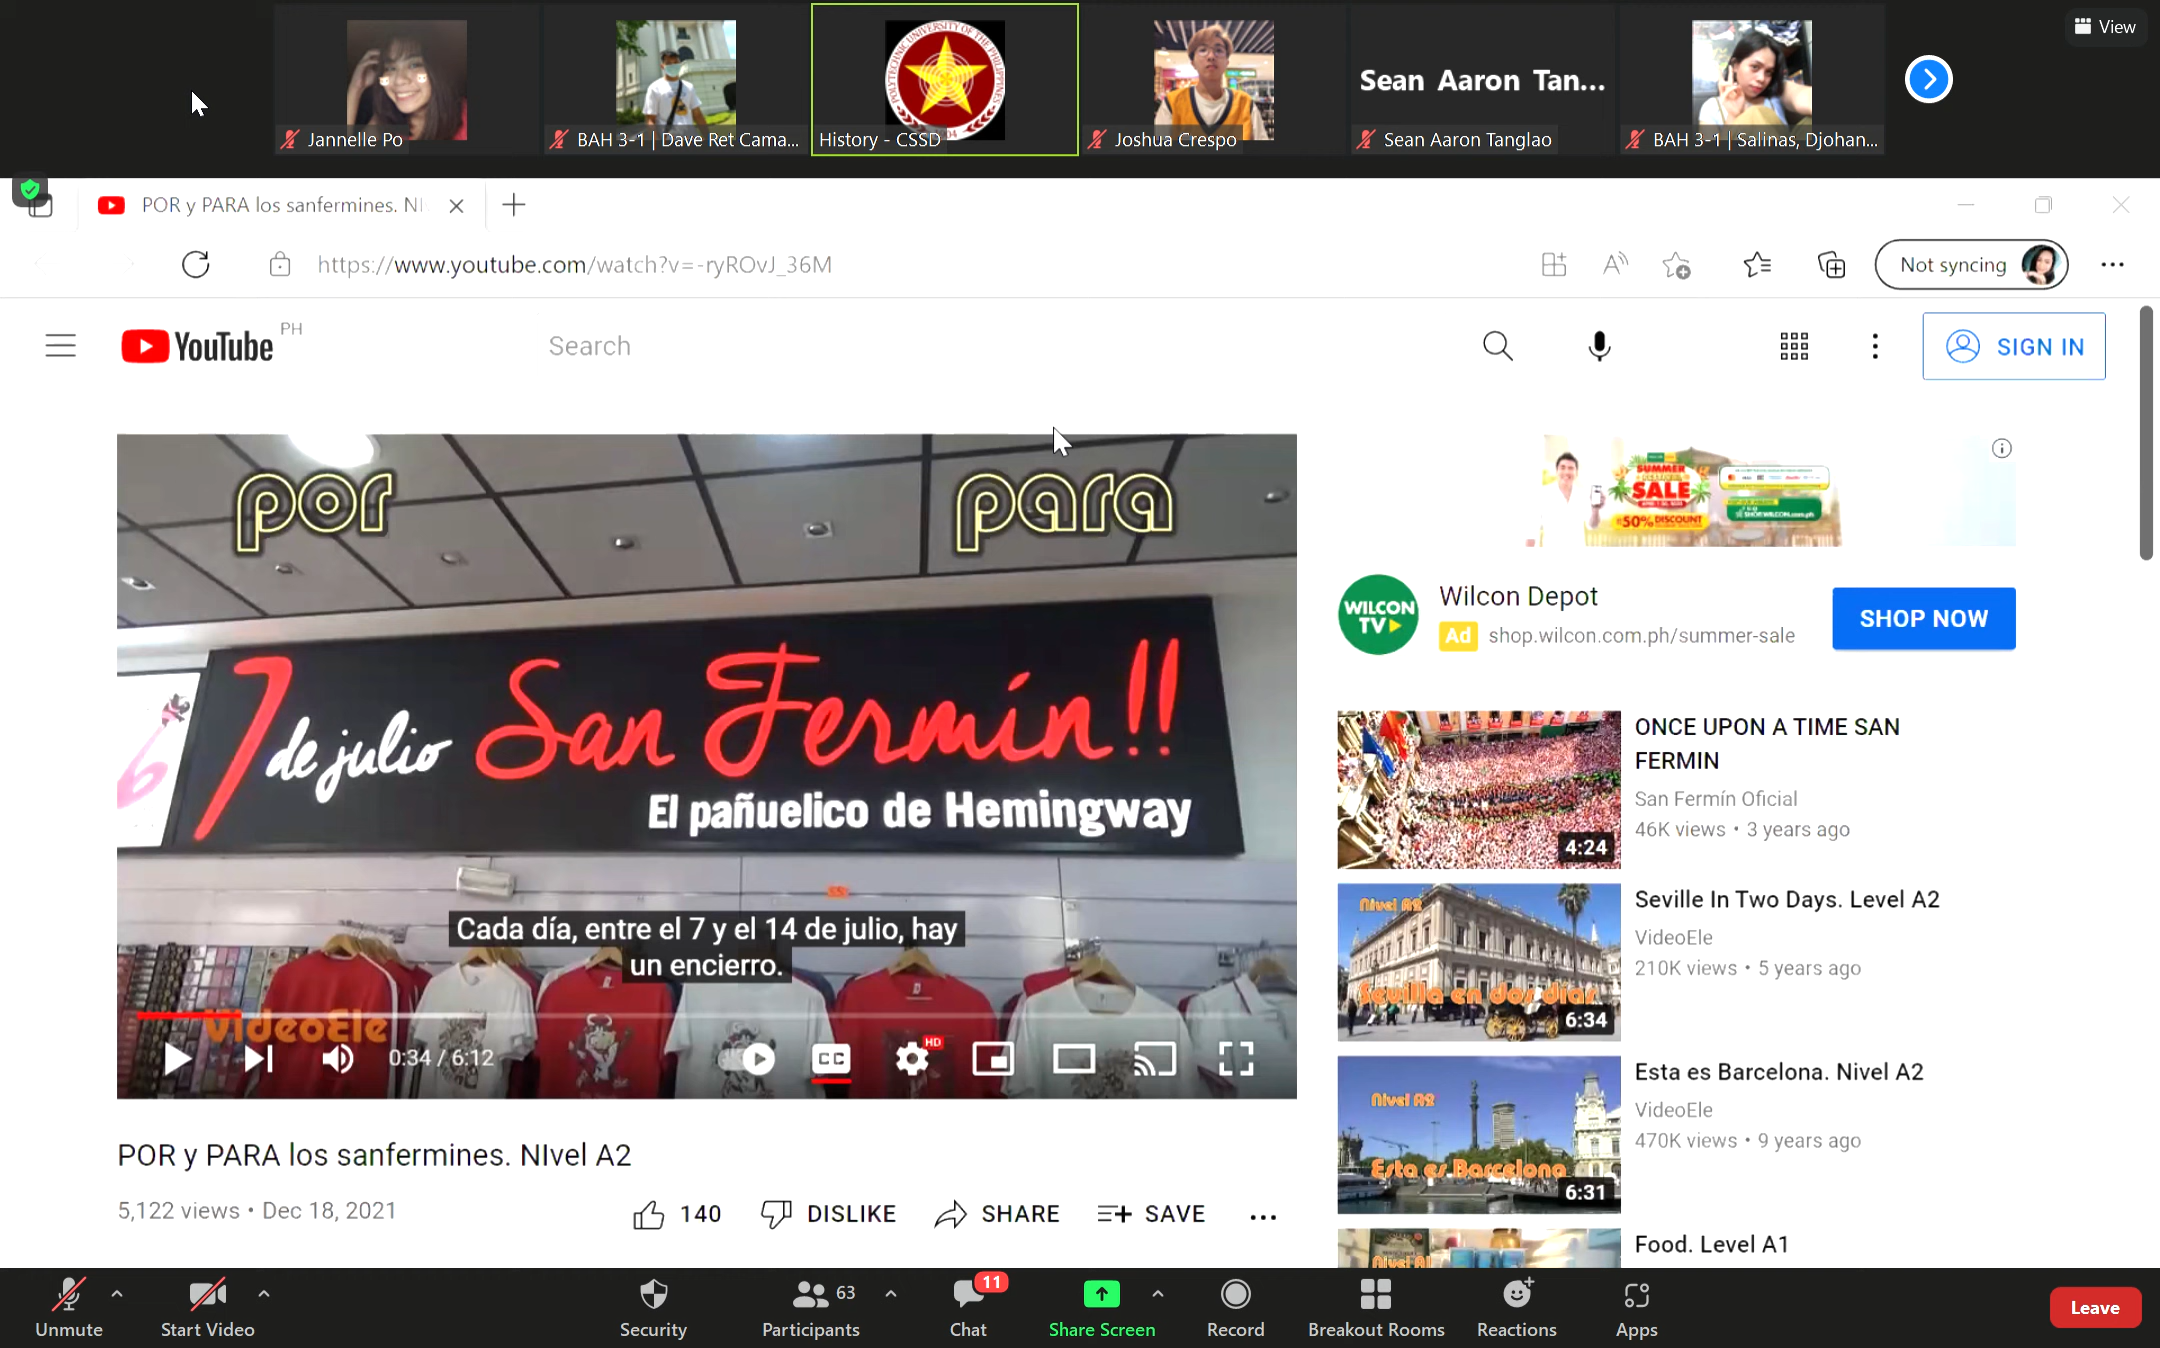 View
Sean Aaron Tan...
Jannelle Po
BAH 3-1 | Dave Ret Cama...
History - CSSD
Joshua Crespo
Sean Aaron Tanglao
BAH 3-1 | Salinas, Djohan...
POR y PARA los sanfermines. NI
https://www.youtube.com/watch?v=-ryROvJ_36M
Not syncing
YouTube PH
Search
SIGN IN
por
para
7 de julio San Fermín!!
El pañuelico de Hemingway
Cada día, entre el 7 y el 14 de julio, hay
un encierro.
VideoEle
0:34 / 6:12
CC
HD
POR y PARA los sanfermines. NIvel A2
5,122 views • Dec 18, 2021
140
DISLIKE
SHARE
SAVE
SUMMER
SALE
50% DISCOUNT
WILCON
TV
Wilcon Depot
Ad
shop.wilcon.com.ph/summer-sale
SHOP NOW
4:24
ONCE UPON A TIME SAN
FERMIN
San Fermín Oficial
46K views • 3 years ago
Nivel A2
Sevilla en dos días
6:34
Seville In Two Days. Level A2
VideoEle
210K views • 5 years ago
Nivel A2
Esta es Barcelona
6:31
Esta es Barcelona. Nivel A2
VideoEle
470K views • 9 years ago
Nivel A1
Food. Level A1
Unmute
Start Video
Security
63
Participants
11
Chat
Share Screen
Record
Breakout Rooms
Reactions
Apps
Leave